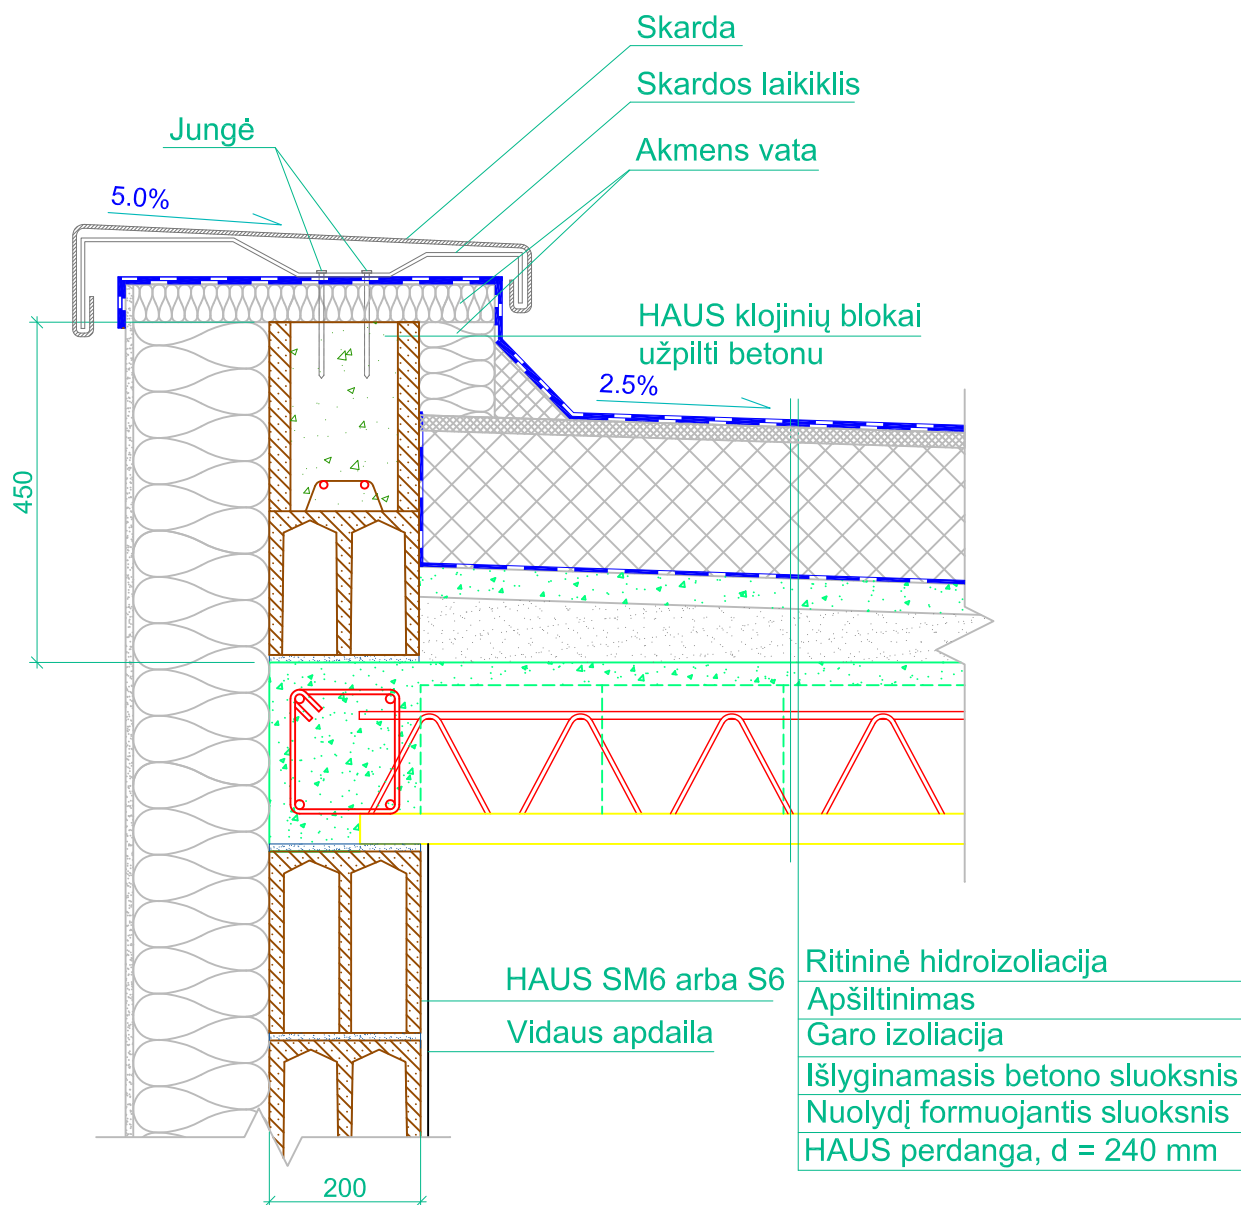 Skarda
Skardos laikiklis
Jungė
Akmens vata
5.0%
HAUS klojinių blokai
užpilti betonu
2.5%
450
HAUS SM6 arba S6
Vidaus apdaila
Ritininė hidroizoliacija
Apšiltinimas
Garo izoliacija
Išlyginamasis betono sluoksnis
Nuolydį formuojantis sluoksnis
HAUS perdanga, d = 240 mm
200